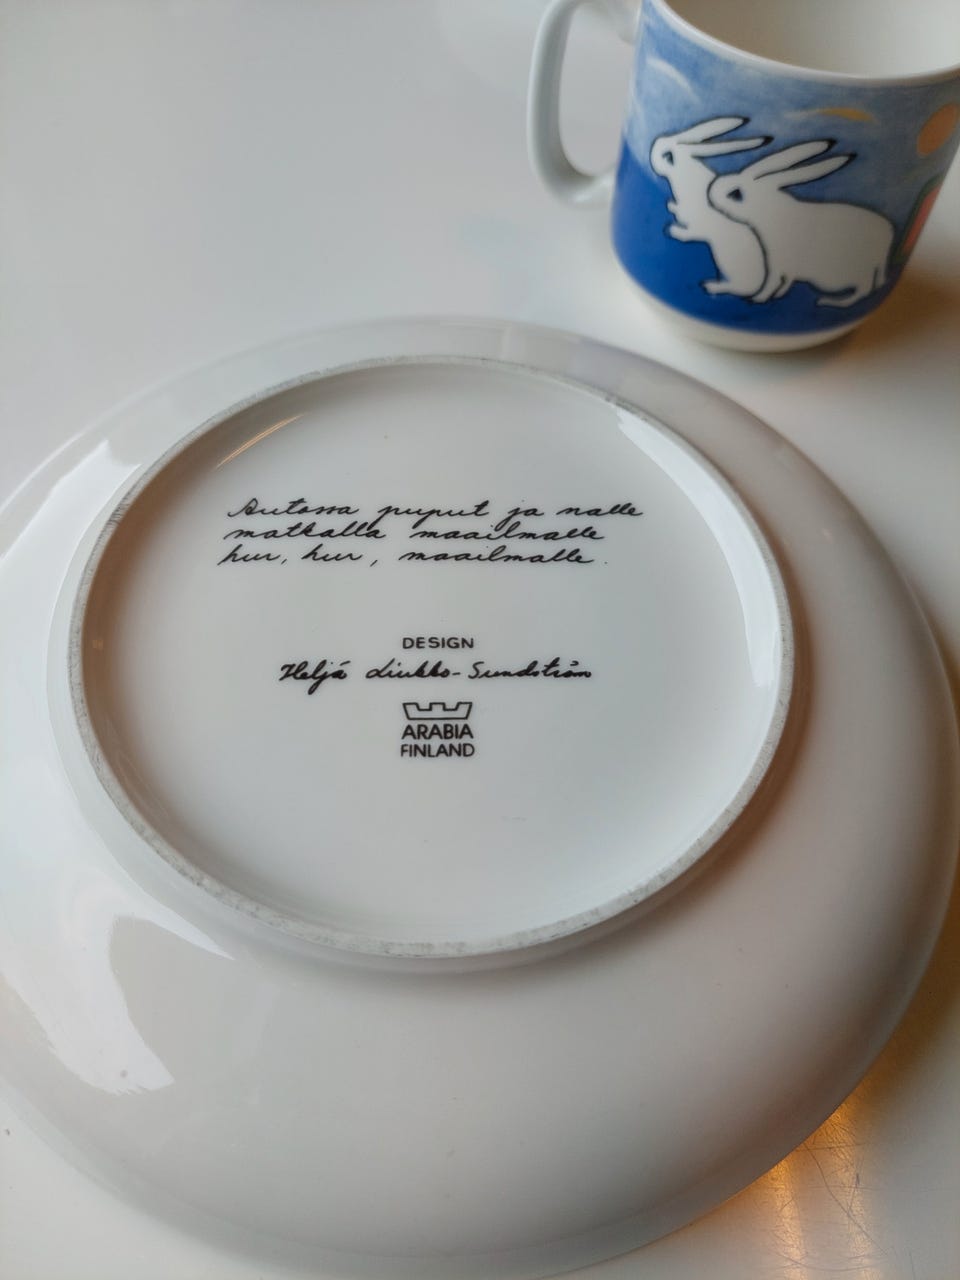 Autossa puput ja nalle
matkalla maailmalle
hur, hur, maailmalle.
DESIGN
Heljä Liukko-Sundström
ARABIA
FINLAND